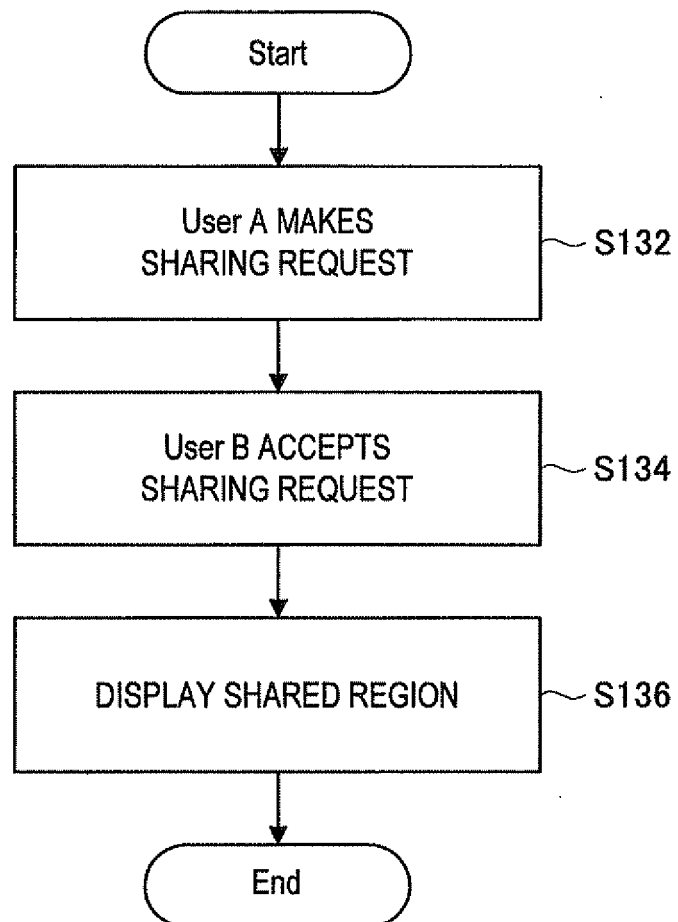 Start
User A MAKES
SHARING REQUEST
S132
User B ACCEPTS
SHARING REQUEST
S134
DISPLAY SHARED REGION
S136
End